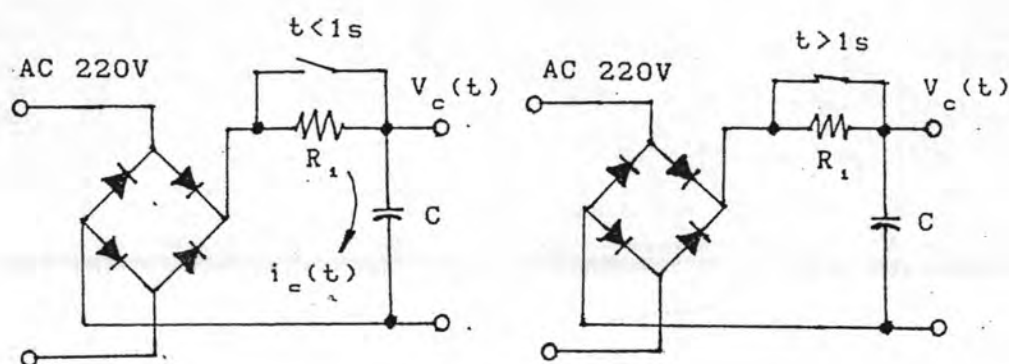 t<1s
AC 220V
V_c(t)
R_1
C
i_c(t)
t>1s
AC 220V
V_c(t)
R_1
C